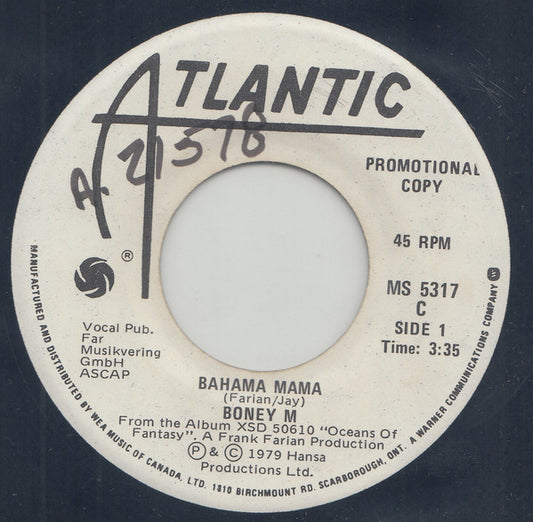 ATLANTIC
A. 21578
PROMOTIONAL
COPY
®
45 RPM
MS 5317
C
SIDE 1
Time: 3:35
Vocal Pub.
Far
Musikvering
GmbH
ASCAP
BAHAMA MAMA
(Farian/Jay)
BONEY M
From the Album XSD 50610 "Oceans Of
Fantasy". A Frank Farian Production
Ⓟ & © 1979 Hansa
Productions Ltd.
MANUFACTURED AND DISTRIBUTED BY WEA MUSIC OF CANADA, LTD. 1810 BIRCHMOUNT RD. SCARBOROUGH, ONT. A WARNER COMMUNICATIONS COMPANY